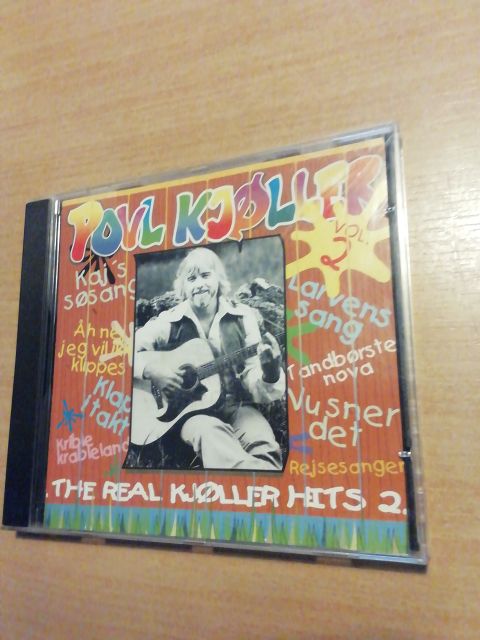 POVL KJØLLER
VOL.
2
Kaj's
søsang
Åh nej
jeg vil ikke
klippes
Klap
i takt
Krible
krableland
Larvens
sang
Tandbørste
nova
Nu sner
det
Rejsesangen
THE REAL KJØLLER HITS 2.